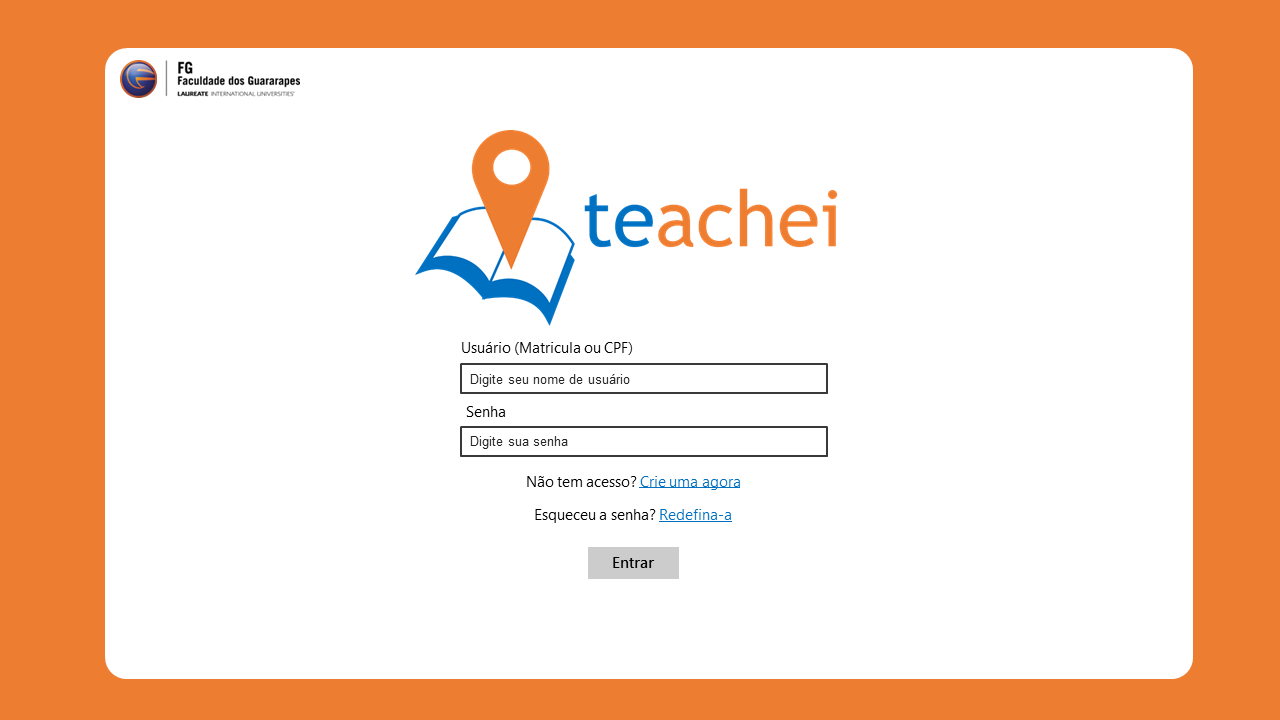 FG
Faculdade dos Guararapes
LAUREATE INTERNATIONAL UNIVERSITIES
teachei
Usuário (Matricula ou CPF)
Digite seu nome de usuário
Senha
Digite sua senha
Não tem acesso? Crie uma agora
Esqueceu a senha? Redefina-a
Entrar